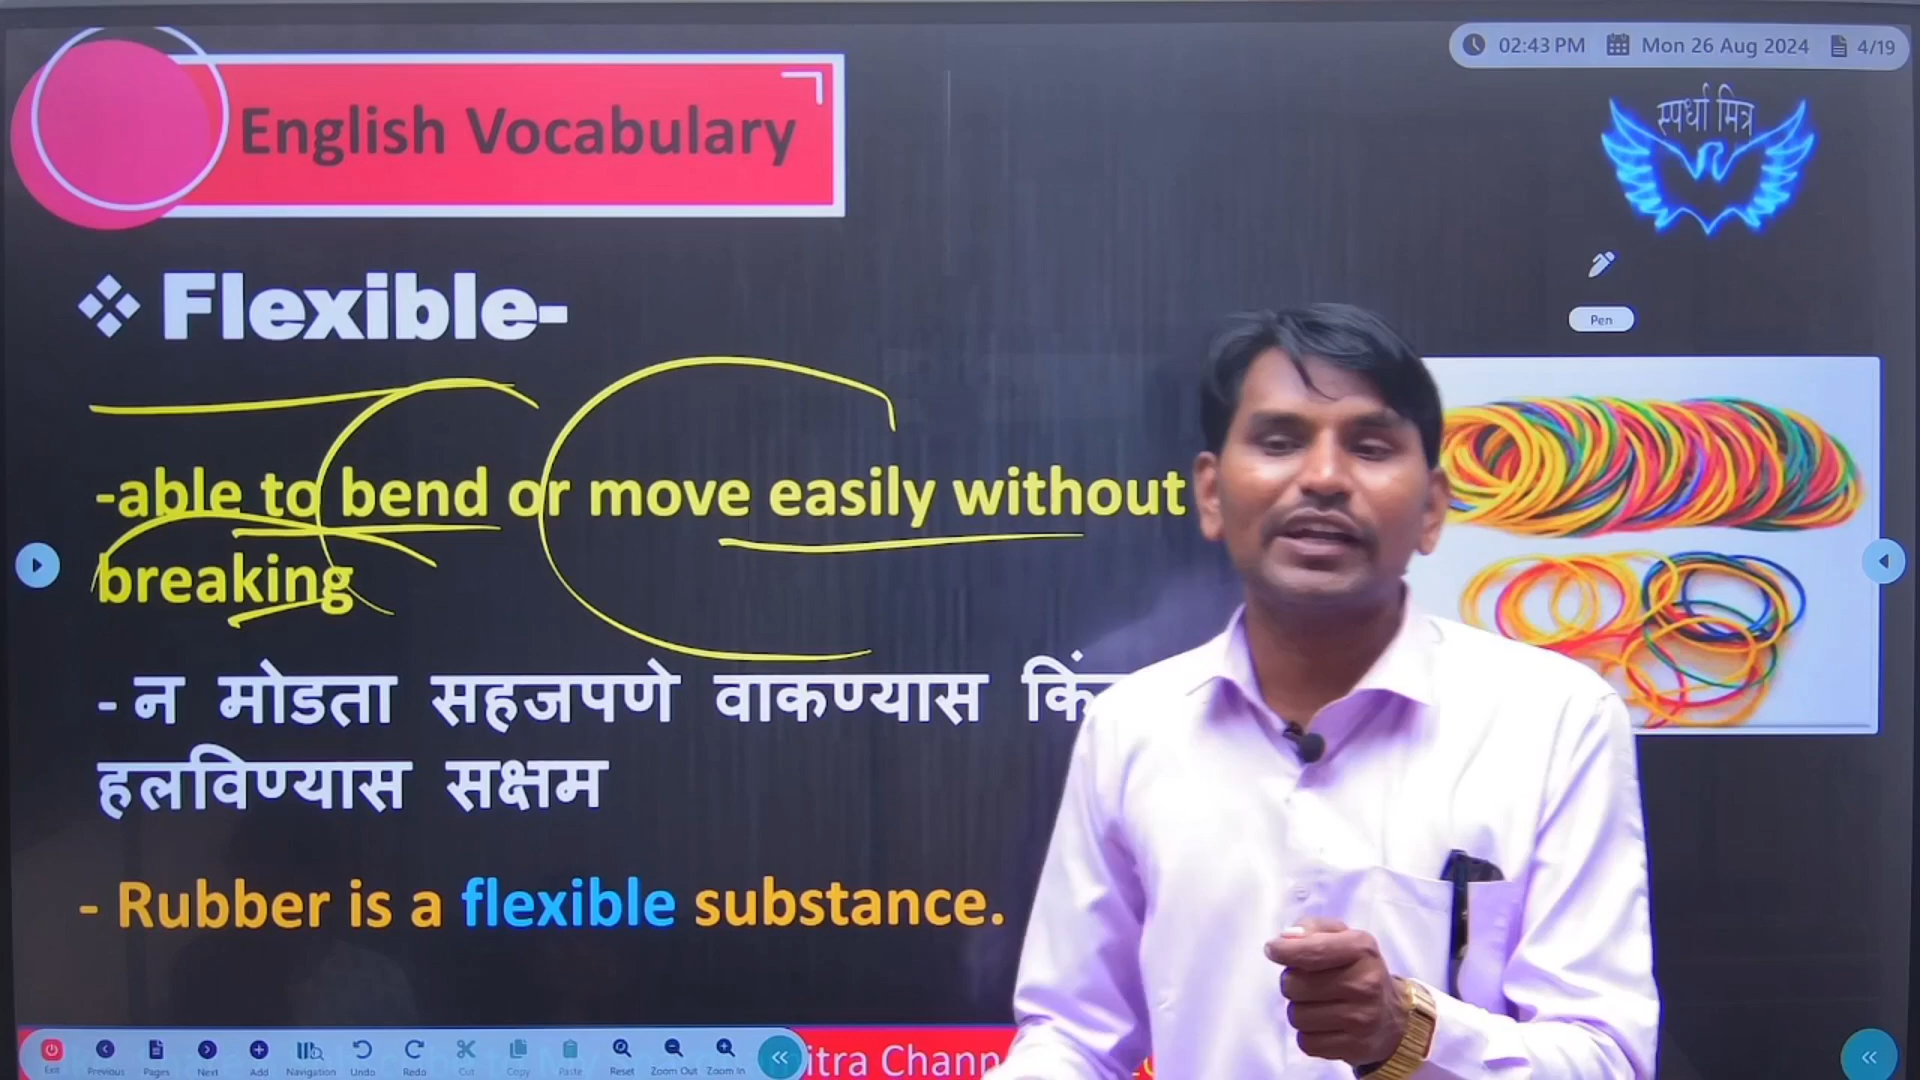 02:43 PM Mon 26 Aug 2024 4/19
English Vocabulary
स्पर्धा मित्र
Flexible-
Pen
-able to bend or move easily without
breaking
- न मोडता सहजपणे वाकण्यास
हलविण्यास सक्षम
- Rubber is a flexible substance.
Exit Previous Pages Next Add Navigation Undo Redo Cut Copy Paste Reset Zoom Out Zoom In